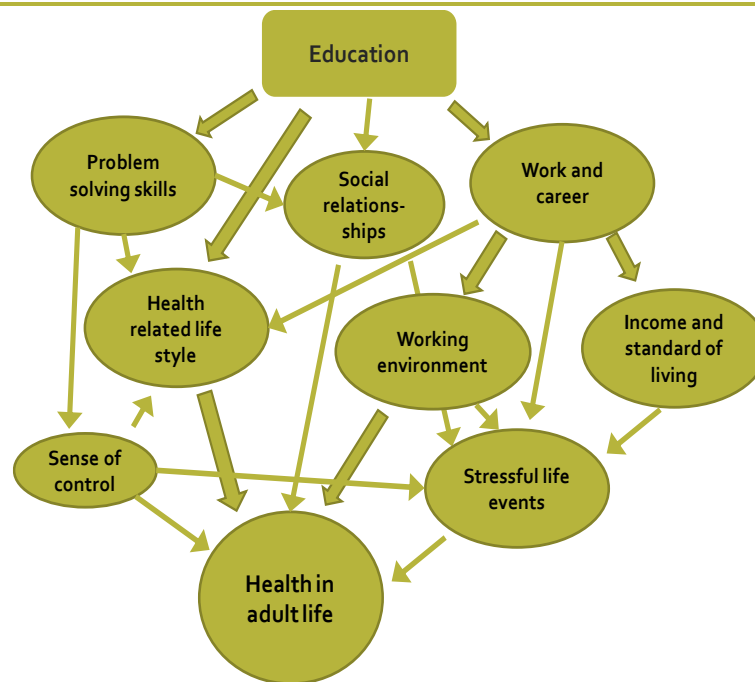 Education
Problem
solving skills
Social
relations-
ships
Work and
career
Health
related life
style
Working
environment
Income and
standard of
living
Sense of
control
Stressful life
events
Health in
adult life